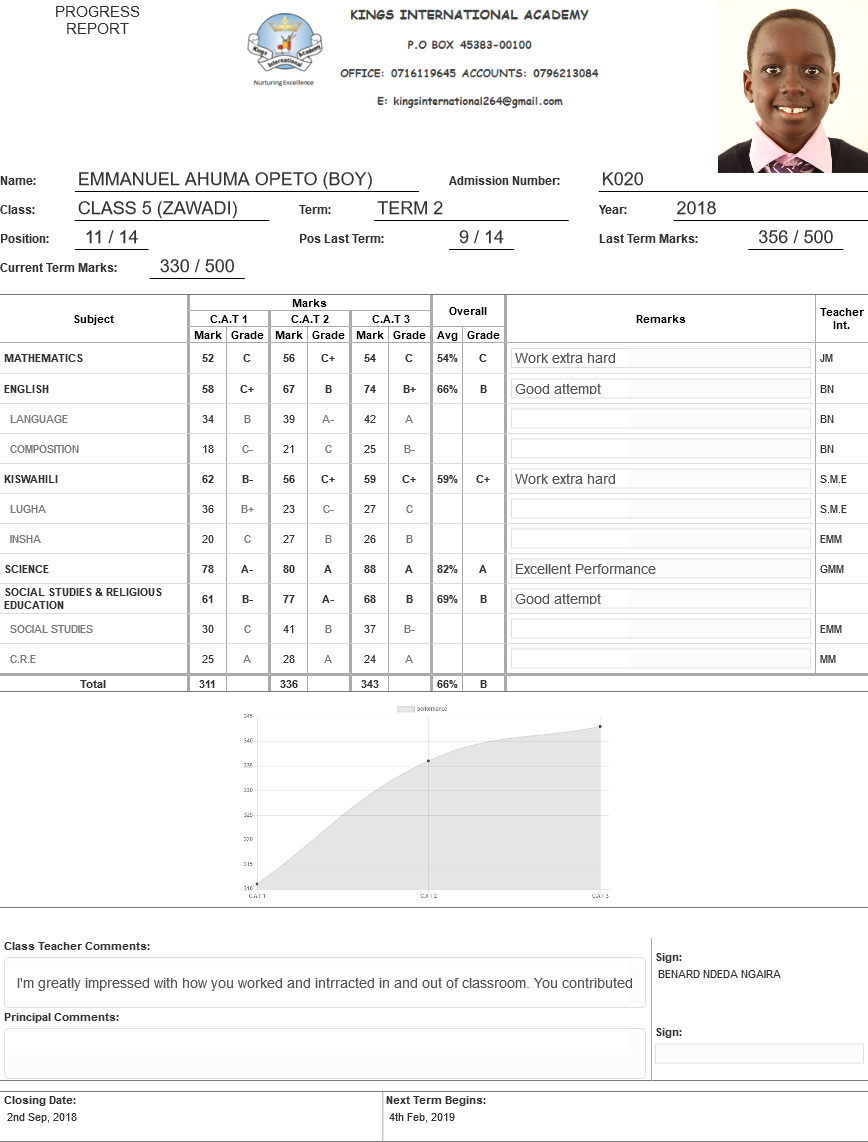 PROGRESS
REPORT
KINGS INTERNATIONAL ACADEMY
P.O BOX 45383-00100
OFFICE: 0716119645 ACCOUNTS: 0796213084
E: kingsinternational264@gmail.com
Kings International Academy
Nurturing Excellence
Name: EMMANUEL AHUMA OPETO (BOY) Admission Number: K020
Class: CLASS 5 (ZAWADI) Term: TERM 2 Year: 2018
Position: 11 / 14 Pos Last Term: 9 / 14 Last Term Marks: 356 / 500
Current Term Marks: 330 / 500
Subject Marks Overall Remarks Teacher Int.
C.A.T 1 C.A.T 2 C.A.T 3
Mark Grade Mark Grade Mark Grade Avg Grade
MATHEMATICS 52 C 56 C+ 54 C 54% C Work extra hard JM
ENGLISH 58 C+ 67 B 74 B+ 66% B Good attempt BN
LANGUAGE 34 B 39 A- 42 A BN
COMPOSITION 18 C- 21 C 25 B- BN
KISWAHILI 62 B- 56 C+ 59 C+ 59% C+ Work extra hard S.M.E
LUGHA 36 B+ 23 C- 27 C S.M.E
INSHA 20 C 27 B 26 B EMM
SCIENCE 78 A- 80 A 88 A 82% A Excellent Performance GMM
SOCIAL STUDIES & RELIGIOUS
EDUCATION 61 B- 77 A- 68 B 69% B Good attempt
SOCIAL STUDIES 30 C 41 B 37 B- EMM
C.R.E 25 A 28 A 24 A MM
Total 311 336 343 66% B
performance
345
340
335
330
325
320
315
310
C.A.T 1 C.A.T 2 C.A.T 3
Class Teacher Comments:
I'm greatly impressed with how you worked and intrracted in and out of classroom. You contributed
Sign:
BENARD NDEDA NGAIRA
Principal Comments:
Sign:
Closing Date: Next Term Begins:
2nd Sep, 2018 4th Feb, 2019